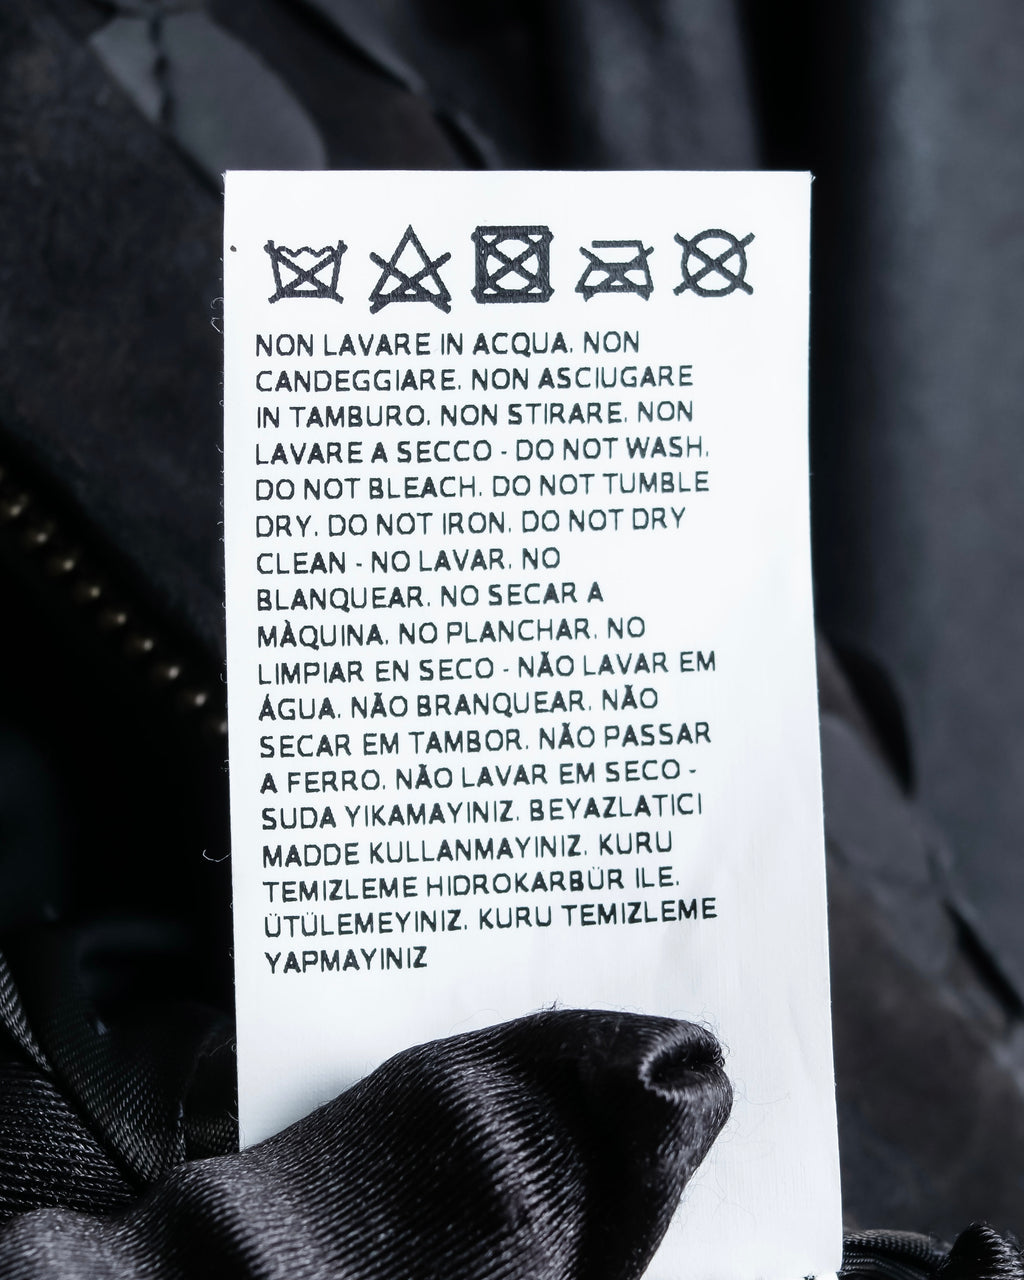 NON LAVARE IN ACQUA. NON
CANDEGGIARE. NON ASCIUGARE
IN TAMBURO. NON STIRARE. NON
LAVARE A SECCO - DO NOT WASH.
DO NOT BLEACH. DO NOT TUMBLE
DRY. DO NOT IRON. DO NOT DRY
CLEAN - NO LAVAR. NO
BLANQUEAR. NO SECAR A
MÀQUINA. NO PLANCHAR. NO
LIMPIAR EN SECO - NÃO LAVAR EM
ÁGUA. NÃO BRANQUEAR. NÃO
SECAR EM TAMBOR. NÃO PASSAR
A FERRO. NÃO LAVAR EM SECO -
SUDA YIKAMAYINIZ. BEYAZLATICI
MADDE KULLANMAYINIZ. KURU
TEMIZLEME HIDROKARBÜR ILE.
ÜTÜLEMEYINIZ. KURU TEMIZLEME
YAPMAYINIZ